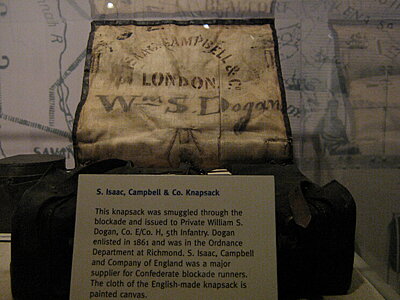 ISAAC, CAMPBELL & Co.
LONDON.
Wm S. Dogan
S. Isaac, Campbell & Co. Knapsack
This knapsack was smuggled through the
blockade and issued to Private William S.
Dogan, Co. E/Co. H, 5th Infantry. Dogan
enlisted in 1861 and was in the Ordnance
Department at Richmond. S. Isaac, Campbell
and Company of England was a major
supplier for Confederate blockade runners.
The cloth of the English-made knapsack is
painted canvas.